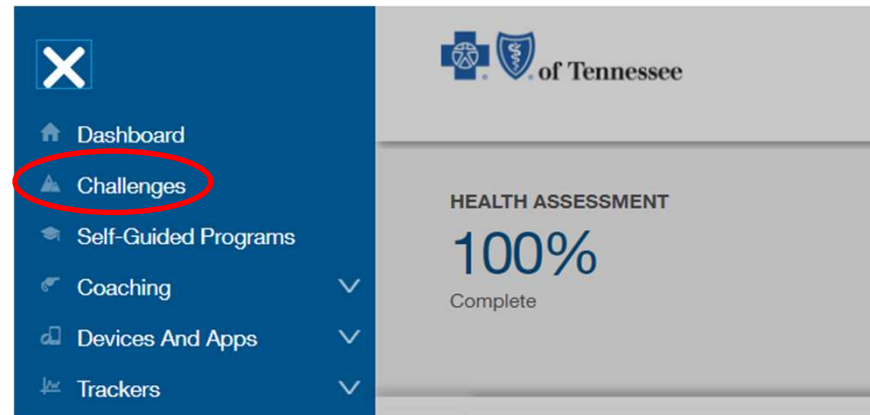 Dashboard
Challenges
Self-Guided Programs
Coaching
Devices And Apps
Trackers
of Tennessee
HEALTH ASSESSMENT
100%
Complete